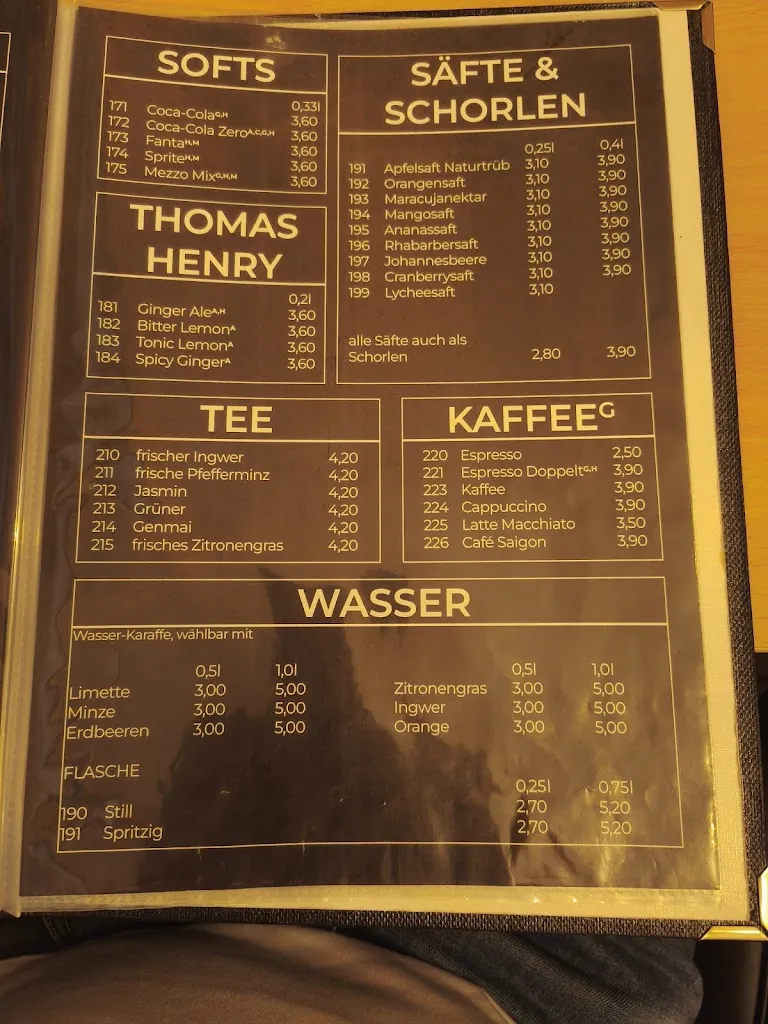 SOFTS
0,33l
171 Coca-Colaᴳ,ᴴ 3,60
172 Coca-Cola Zeroᴬ,ᶜ,ᴳ,ᴴ 3,60
173 Fantaᴴ,ᴹ 3,60
174 Spriteᴴ,ᴹ 3,60
175 Mezzo Mixᴳ,ᴴ,ᴹ 3,60
THOMAS
HENRY
0,2l
181 Ginger Aleᴬ,ᴴ 3,60
182 Bitter Lemonᴬ 3,60
183 Tonic Lemonᴬ 3,60
184 Spicy Gingerᴬ 3,60
SÄFTE &
SCHORLEN
0,25l 0,4l
191 Apfelsaft Naturtrüb 3,10 3,90
192 Orangensaft 3,10 3,90
193 Maracujanektar 3,10 3,90
194 Mangosaft 3,10 3,90
195 Ananassaft 3,10 3,90
196 Rhabarbersaft 3,10 3,90
197 Johannesbeere 3,10 3,90
198 Cranberrysaft 3,10 3,90
199 Lycheesaft 3,10
alle Säfte auch als
Schorlen 2,80 3,90
TEE
210 frischer Ingwer 4,20
211 frische Pfefferminz 4,20
212 Jasmin 4,20
213 Grüner 4,20
214 Genmai 4,20
215 frisches Zitronengras 4,20
KAFFEEᴳ
220 Espresso 2,50
221 Espresso Doppeltᴳ,ᴴ 3,90
223 Kaffee 3,90
224 Cappuccino 3,90
225 Latte Macchiato 3,50
226 Café Saigon 3,90
WASSER
Wasser-Karaffe, wählbar mit
0,5l 1,0l 0,5l 1,0l
Limette 3,00 5,00 Zitronengras 3,00 5,00
Minze 3,00 5,00 Ingwer 3,00 5,00
Erdbeeren 3,00 5,00 Orange 3,00 5,00
FLASCHE
0,25l 0,75l
190 Still 2,70 5,20
191 Spritzig 2,70 5,20